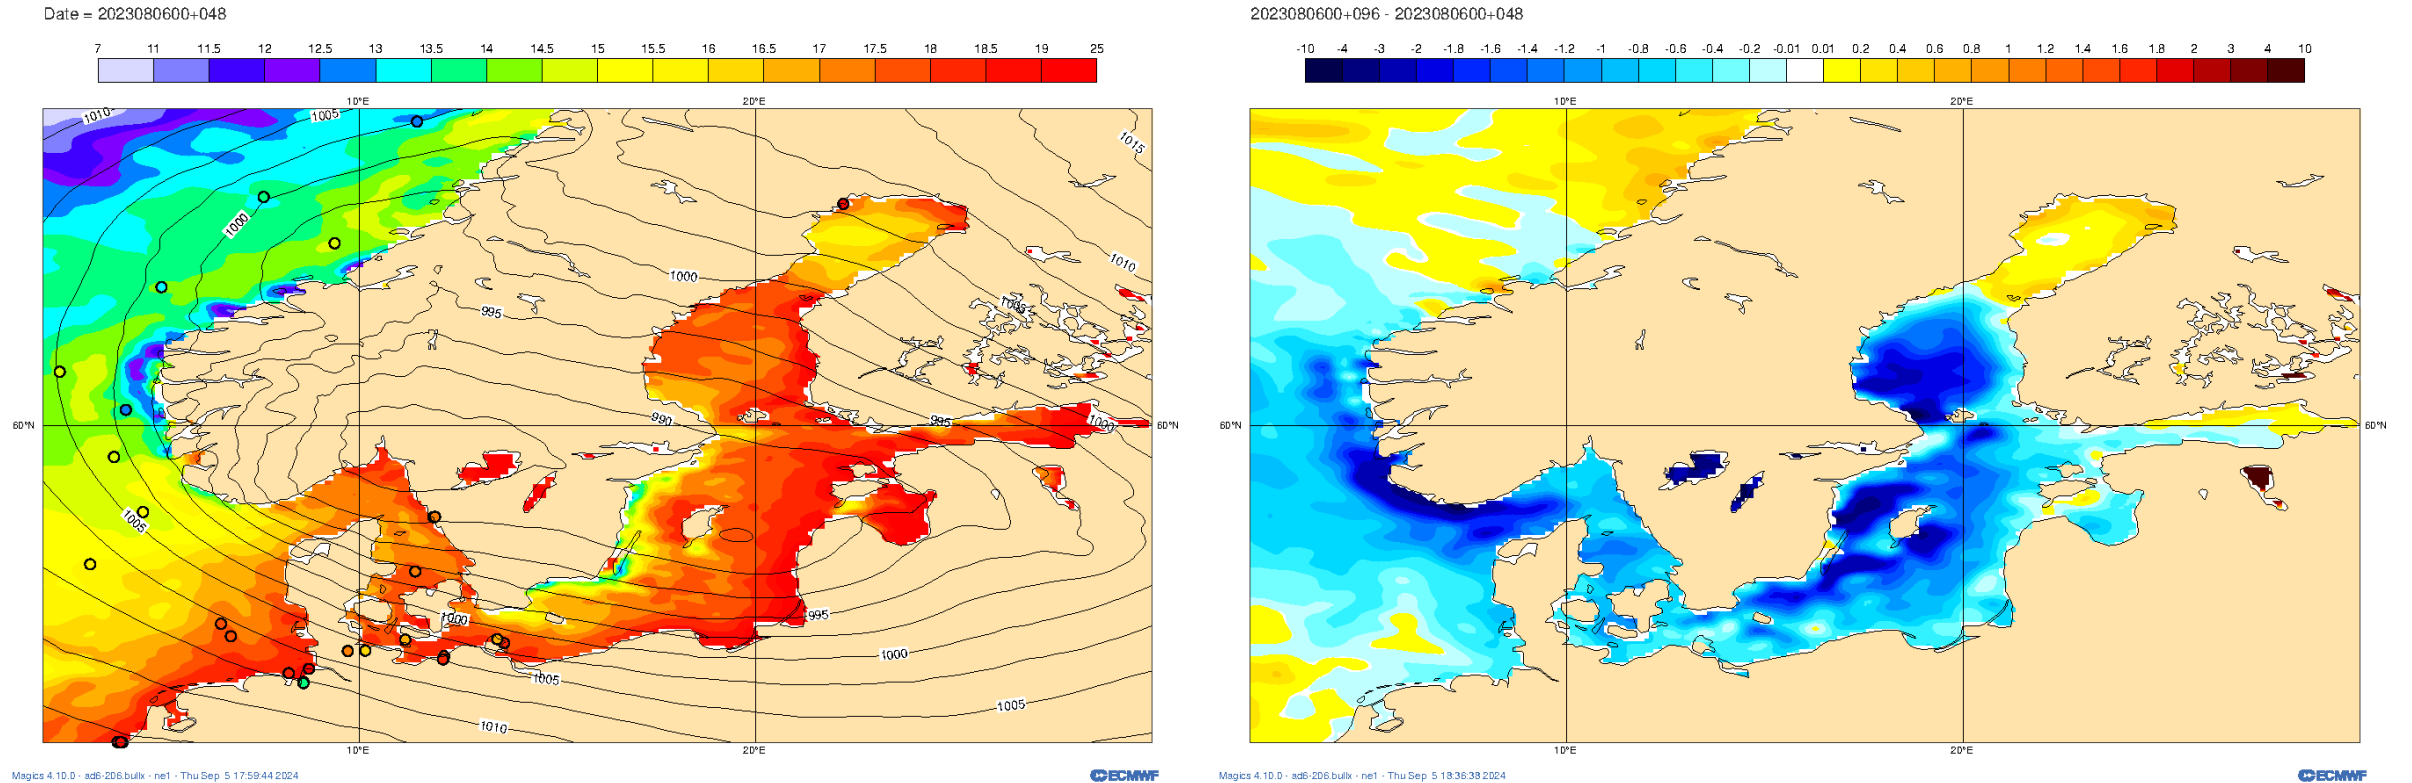 Date = 2023080600+048
7 11 11.5 12 12.5 13 13.5 14 14.5 15 15.5 16 16.5 17 17.5 18 18.5 19 25
10°E 20°E
1010
1005
1015
1000
1010
1000
1005
995
990
995
1000
60°N 60°N
1005
995
1000
1000
1005
1005
1010
10°E 20°E
Magics 4.10.0 - ad6-206.bullx - ne1 - Thu Sep 5 17:59:44 2024
ECMWF
2023080600+096 - 2023080600+048
-10 -4 -3 -2 -1.8 -1.6 -1.4 -1.2 -1 -0.8 -0.6 -0.4 -0.2 -0.01 0.01 0.2 0.4 0.6 0.8 1 1.2 1.4 1.6 1.8 2 3 4 10
10°E 20°E
60°N 60°N
10°E 20°E
Magics 4.10.0 - ad6-206.bullx - ne1 - Thu Sep 5 18:36:38 2024
ECMWF